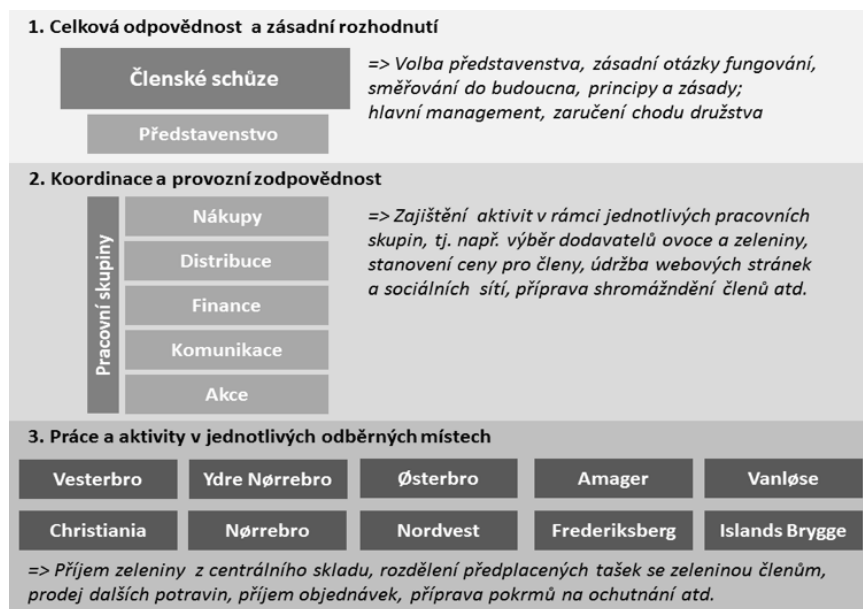 1. Celková odpovědnost a zásadní rozhodnutí
Členské schůze
Představenstvo
=> Volba představenstva, zásadní otázky fungování,
směřování do budoucna, principy a zásady;
hlavní management, zaručení chodu družstva
2. Koordinace a provozní zodpovědnost
Pracovní skupiny
Nákupy
Distribuce
Finance
Komunikace
Akce
=> Zajištění aktivit v rámci jednotlivých pracovních
skupin, tj. např. výběr dodavatelů ovoce a zeleniny,
stanovení ceny pro členy, údržba webových stránek
a sociálních sítí, příprava shromážndění členů atd.
3. Práce a aktivity v jednotlivých odběrných místech
Vesterbro Ydre Nørrebro Østerbro Amager Vanløse
Christiania Nørrebro Nordvest Frederiksberg Islands Brygge
=> Příjem zeleniny z centrálního skladu, rozdělení předplacených tašek se zeleninou členům,
prodej dalších potravin, příjem objednávek, příprava pokrmů na ochutnání atd.